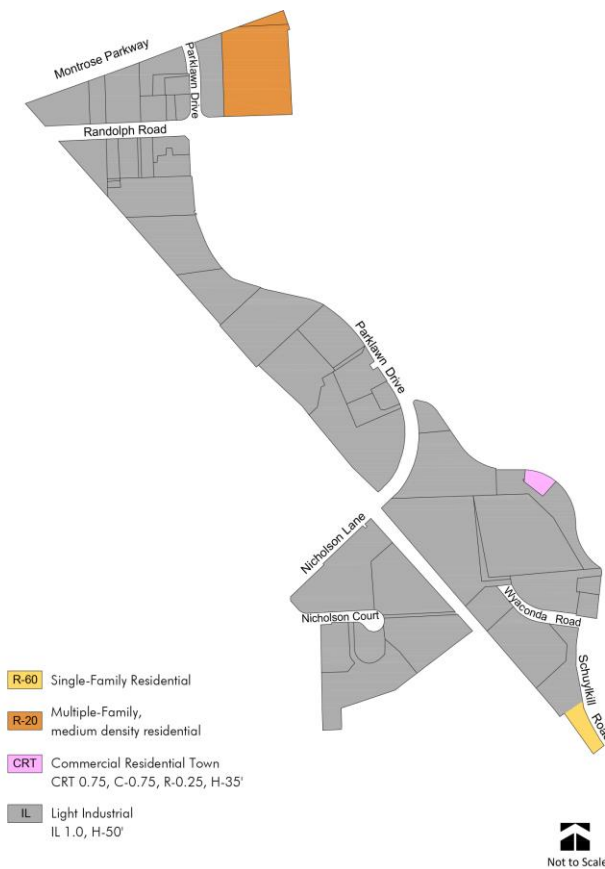 Montrose Parkway
Parklawn Drive
Randolph Road
Parklawn Drive
Nicholson Lane
Nicholson Court
Wyaconda Road
Schuylkill Road
R-60 Single-Family Residential
R-20 Multiple-Family,
medium density residential
CRT Commercial Residential Town
CRT 0.75, C-0.75, R-0.25, H-35'
IL Light Industrial
IL 1.0, H-50'
Not to Scale